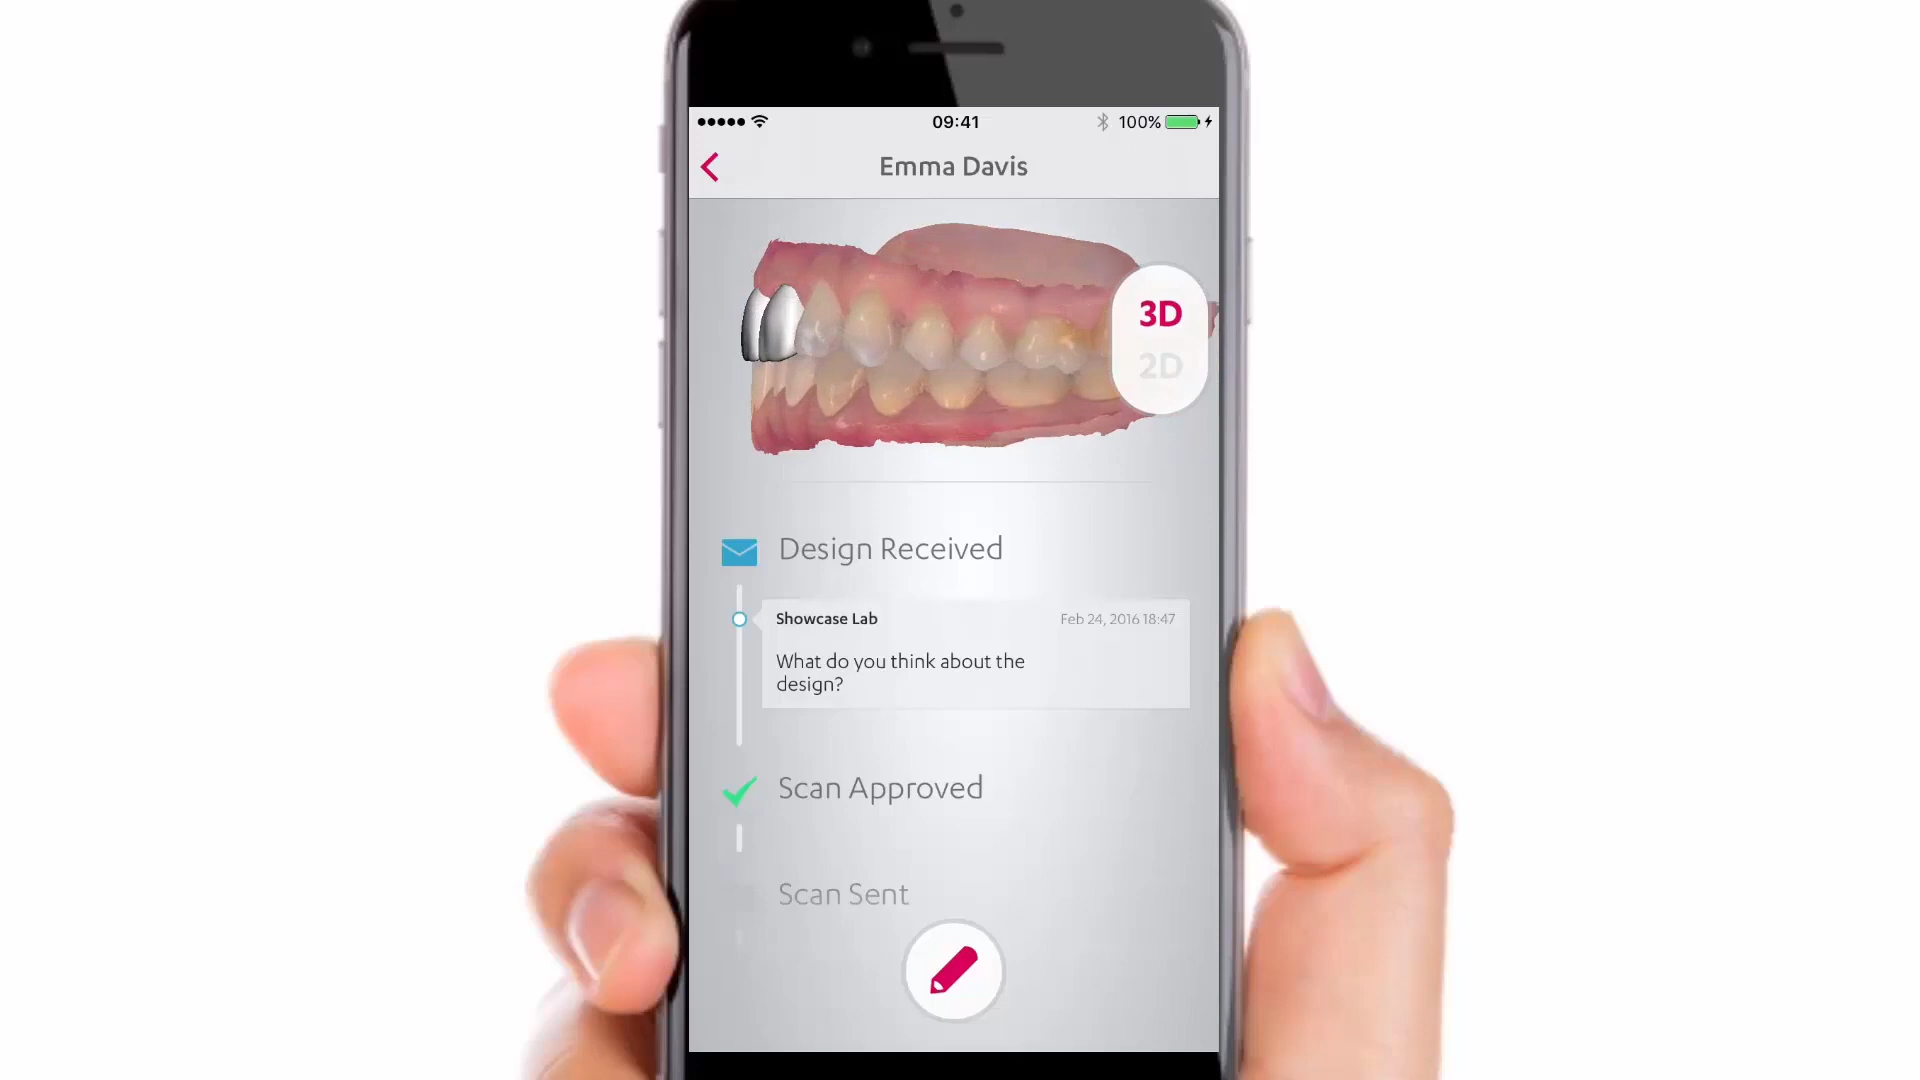 09:41
100%
Emma Davis
3D
2D
Design Received
Showcase Lab
Feb 24, 2016 18:47
What do you think about the
design?
Scan Approved
Scan Sent